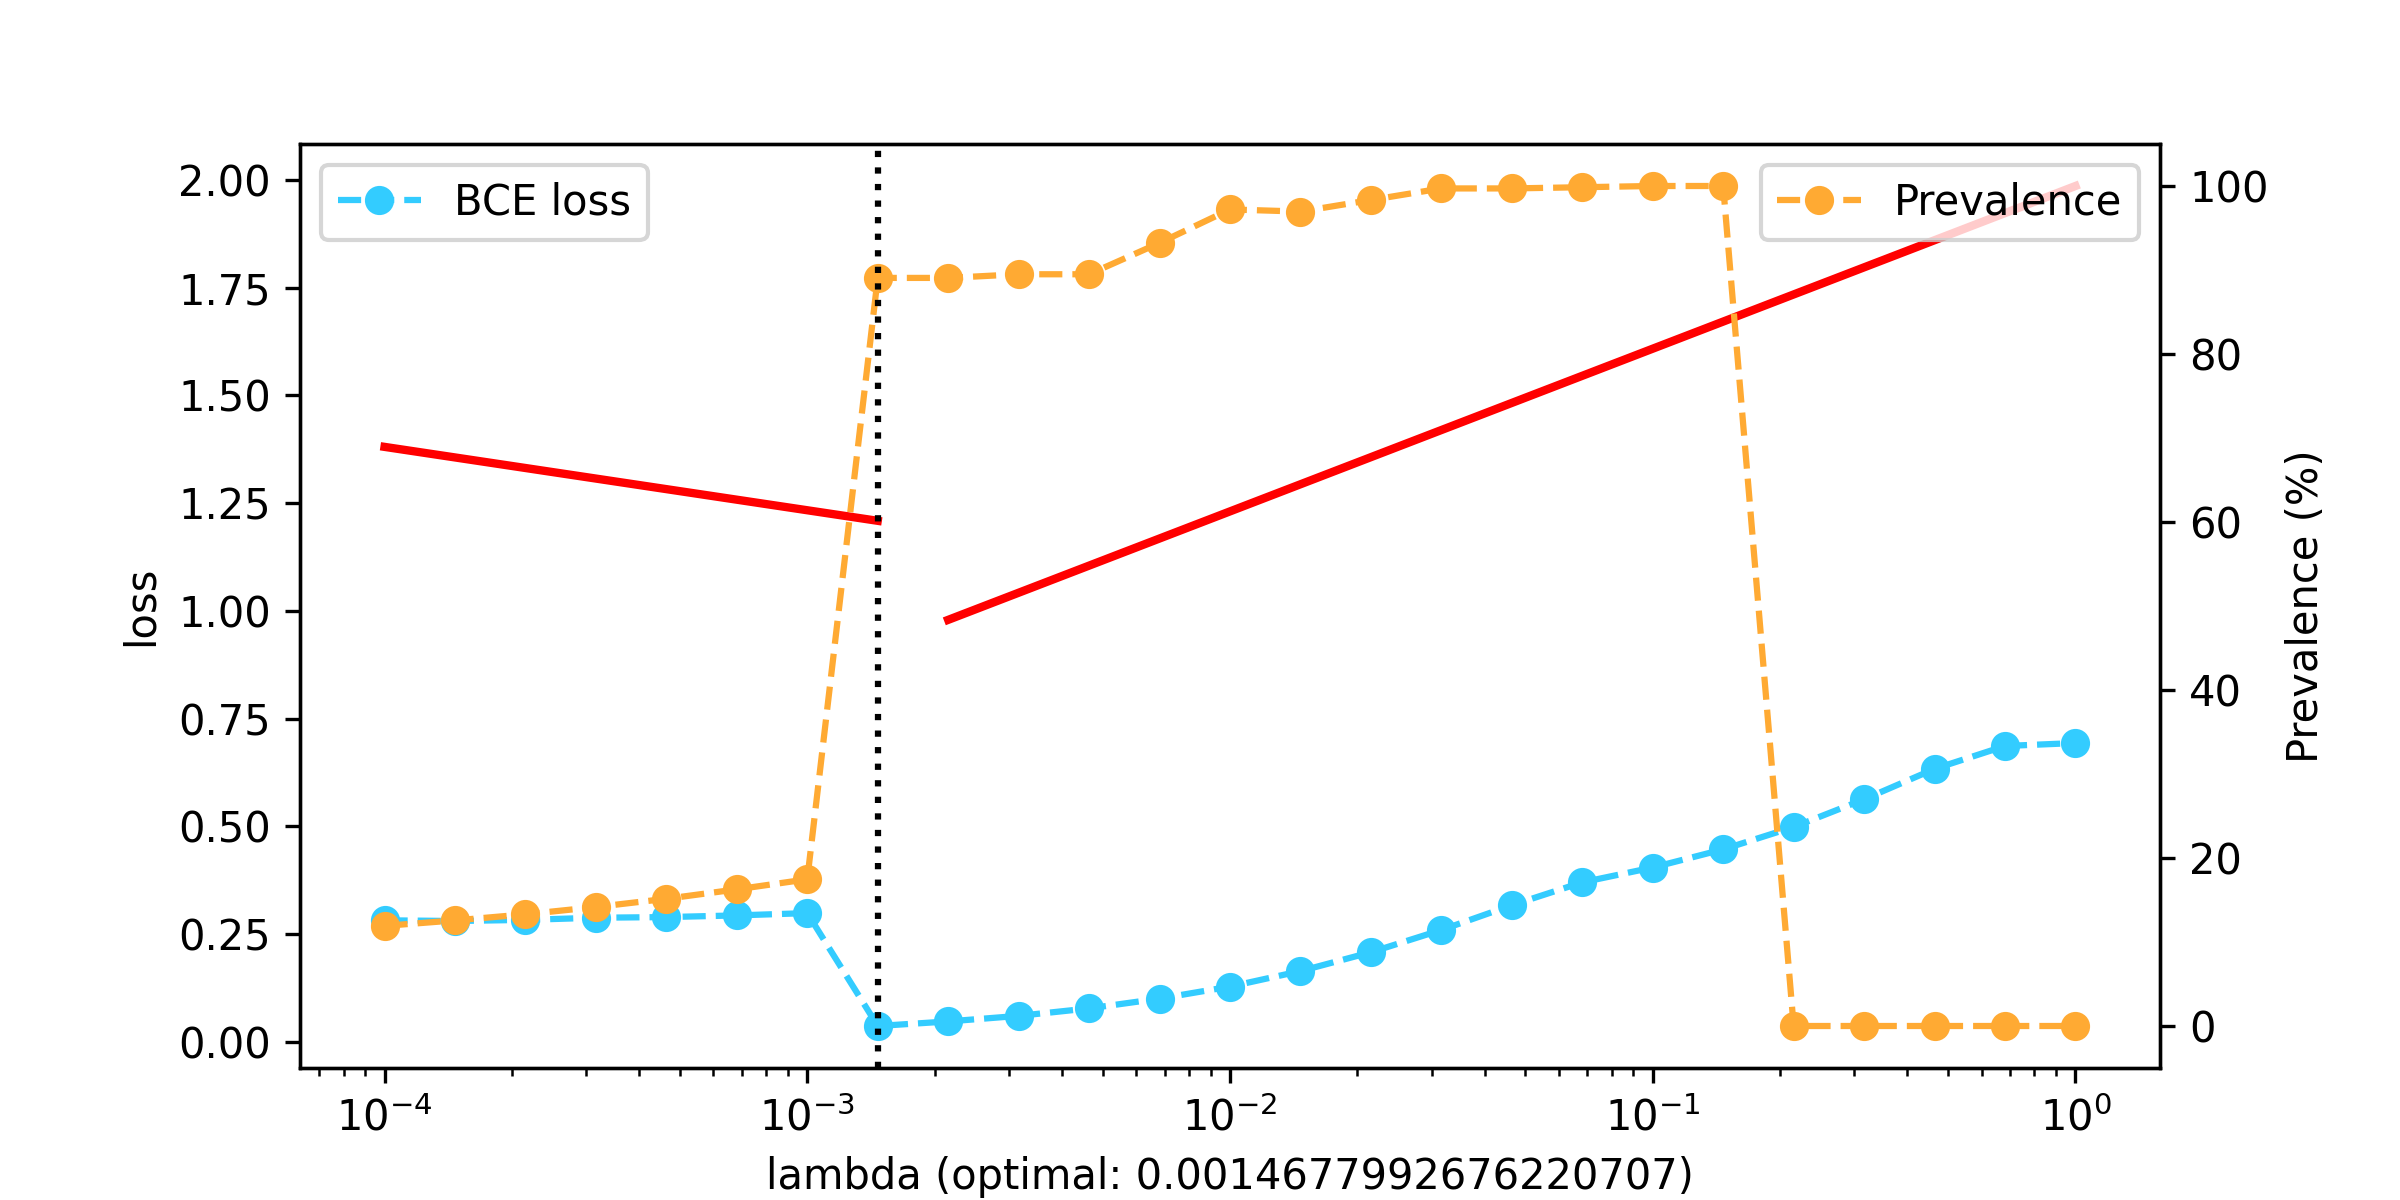 BCE loss
Prevalence
2.00
1.75
1.50
1.25
1.00
0.75
0.50
0.25
0.00
loss
100
80
60
40
20
0
Prevalence (%)
10⁻⁴ 10⁻³ 10⁻² 10⁻¹ 10⁰
lambda (optimal: 0.0014677992676220707)